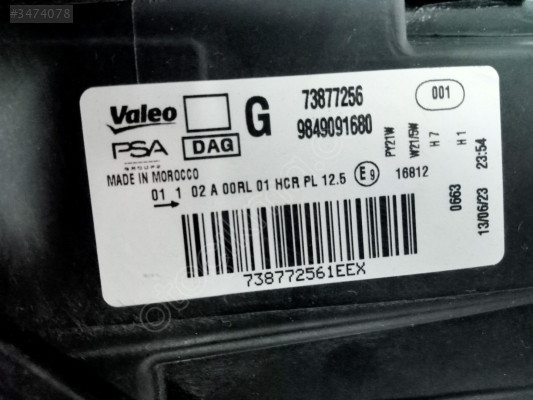 #3474078
Valeo G 73877256 001
PSA DAG 9849091680
GROUPE
MADE IN MOROCCO
01 1 02 A 00RL 01 HCR PL 12.5 E9 16812
PY21W
W21/5W
H7
H1
0663
13/06/23 23:54
738772561EEX